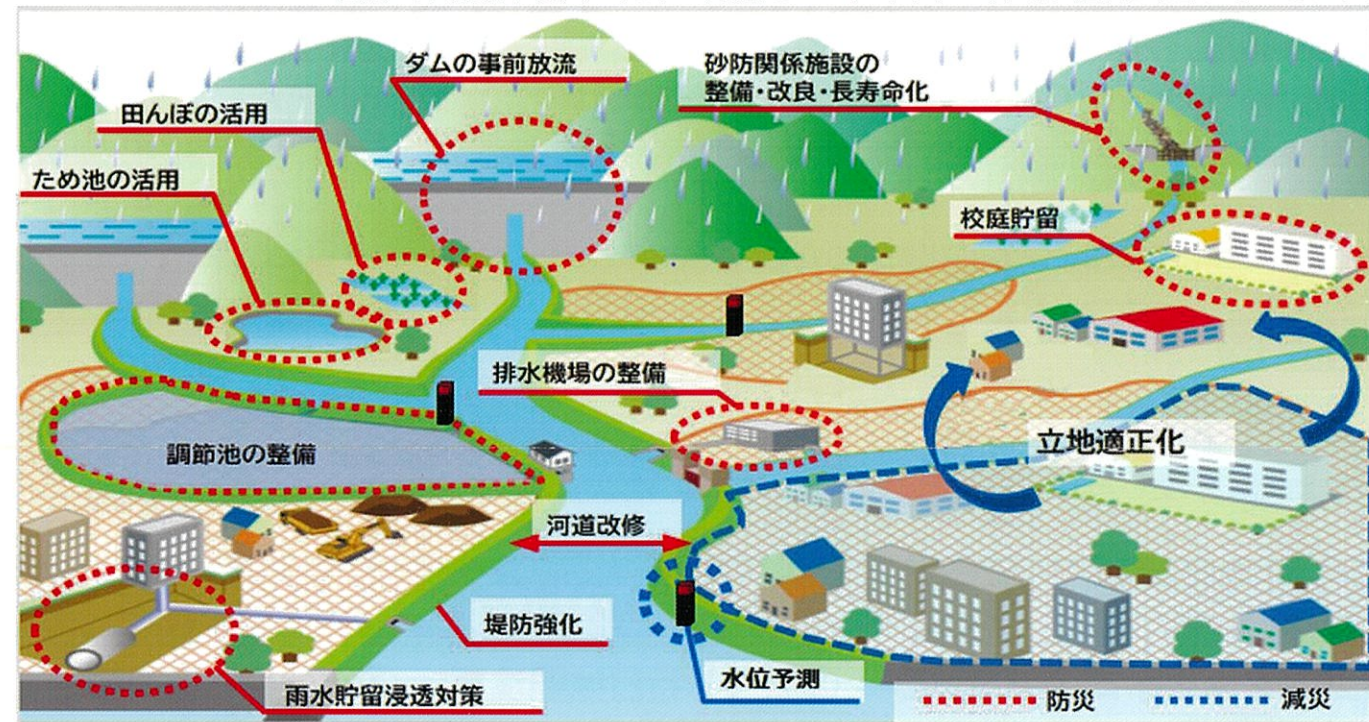 ダムの事前放流
砂防関係施設の
整備・改良・長寿命化
田んぼの活用
ため池の活用
校庭貯留
排水機場の整備
調節池の整備
立地適正化
河道改修
堤防強化
水位予測
雨水貯留浸透対策
防災
減災